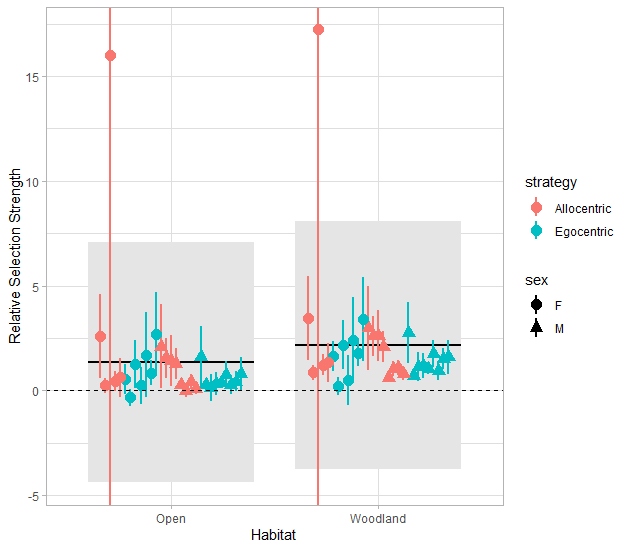 Relative Selection Strength
15
10
5
0
-5
Open
Woodland
Habitat
strategy
Allocentric
Egocentric
sex
F
M